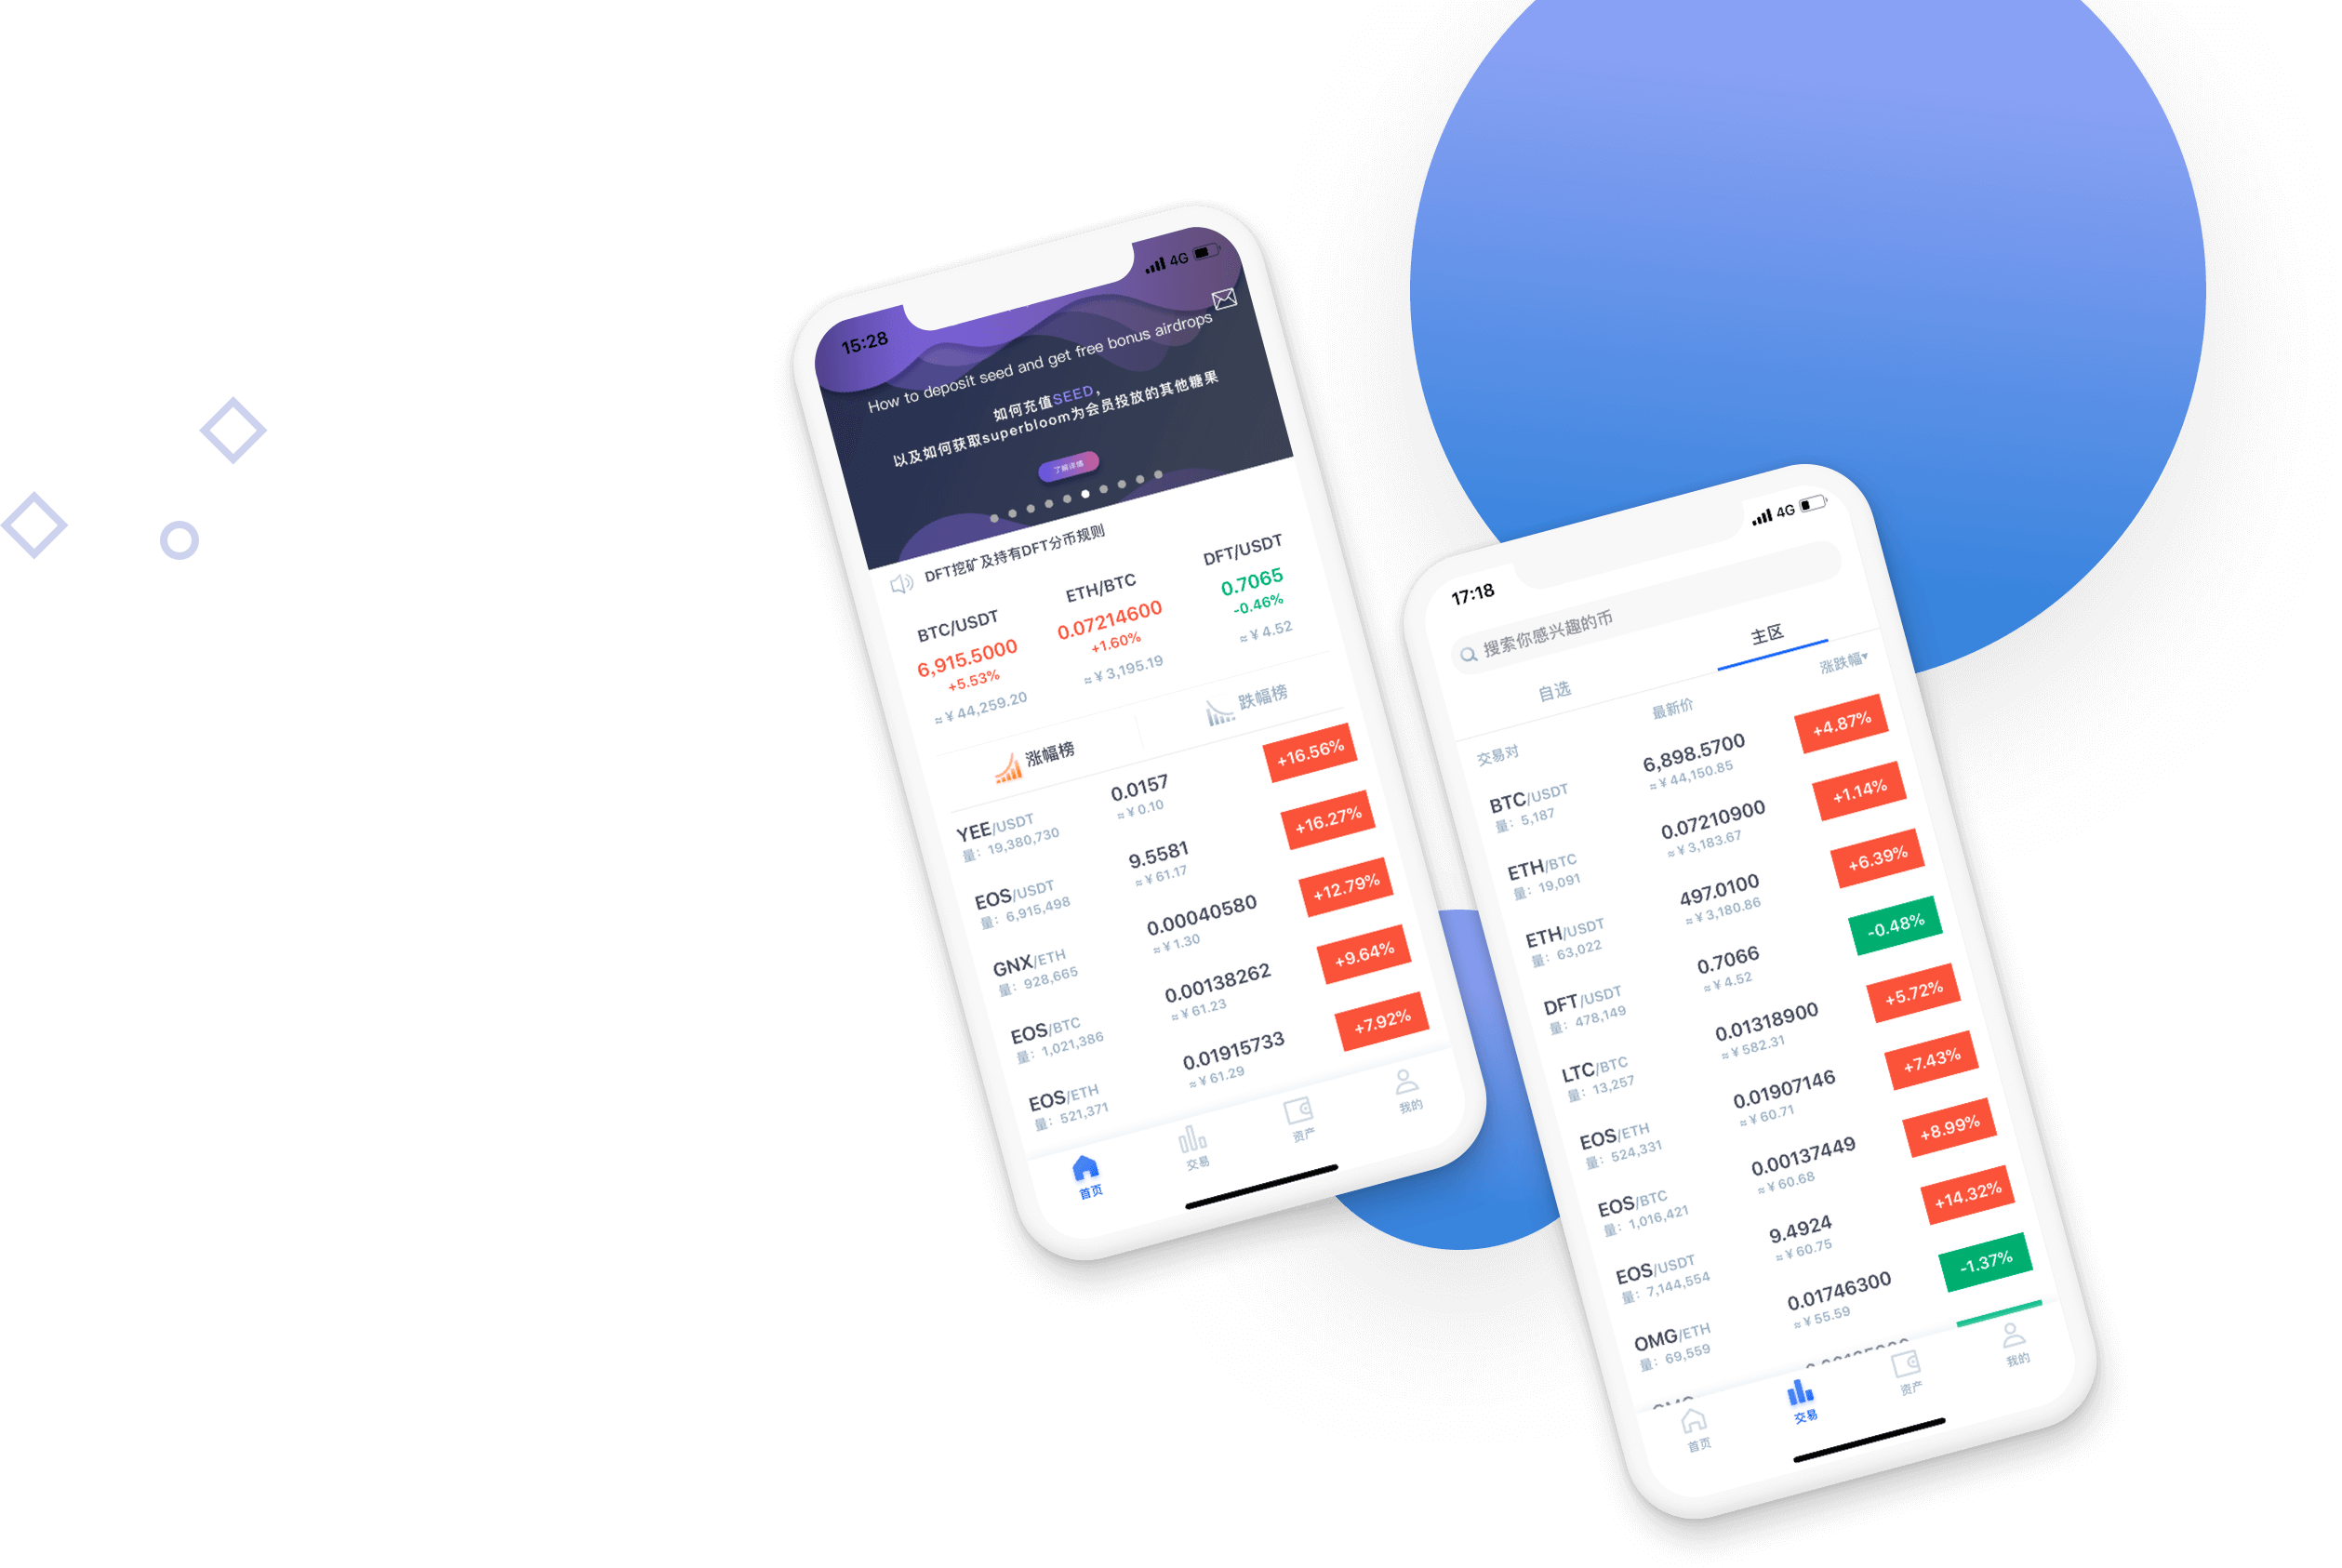 15:28
4G
How to deposit seed and get free bonus airdrops
如何充值SEED，
以及如何获取superbloom为会员投放的其他糖果
了解详情
DFT挖矿及持有DFT分币规则
BTC/USDT
6,915.5000
+5.53%
≈¥44,259.20
ETH/BTC
0.07214600
+1.60%
≈¥3,195.19
DFT/USDT
0.7065
-0.46%
≈¥4.52
涨幅榜
跌幅榜
YEE/USDT 0.0157 +16.56%
量：19,380,730 ≈¥0.10
EOS/USDT 9.5581 +16.27%
量：6,915,498 ≈¥61.17
GNX/ETH 0.00040580 +12.79%
量：928,665 ≈¥1.30
EOS/BTC 0.00138262 +9.64%
量：1,021,386 ≈¥61.23
EOS/ETH 0.01915733 +7.92%
量：521,371 ≈¥61.29
首页 交易 资产 我的
17:18
4G
搜索你感兴趣的币
自选 主区
交易对 最新价 涨跌幅
BTC/USDT 6,898.5700 +4.87%
量：5,187 ≈¥44,150.85
ETH/BTC 0.07210900 +1.14%
量：19,091 ≈¥3,183.67
ETH/USDT 497.0100 +6.39%
量：63,022 ≈¥3,180.86
DFT/USDT 0.7066 -0.48%
量：478,149 ≈¥4.52
LTC/BTC 0.01318900 +5.72%
量：13,257 ≈¥582.31
EOS/ETH 0.01907146 +7.43%
量：524,331 ≈¥60.71
EOS/BTC 0.00137449 +8.99%
量：1,016,421 ≈¥60.68
EOS/USDT 9.4924 +14.32%
量：7,144,554 ≈¥60.75
OMG/ETH 0.01746300 -1.37%
量：69,559 ≈¥55.59
首页 交易 资产 我的